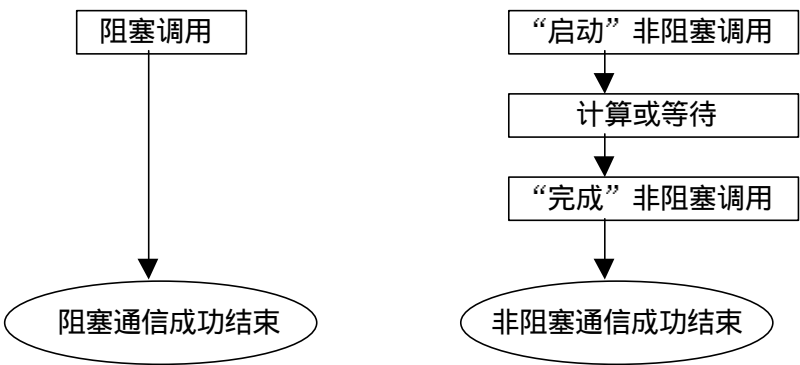 阻塞调用
阻塞通信成功结束
“启动”非阻塞调用
计算或等待
“完成”非阻塞调用
非阻塞通信成功结束